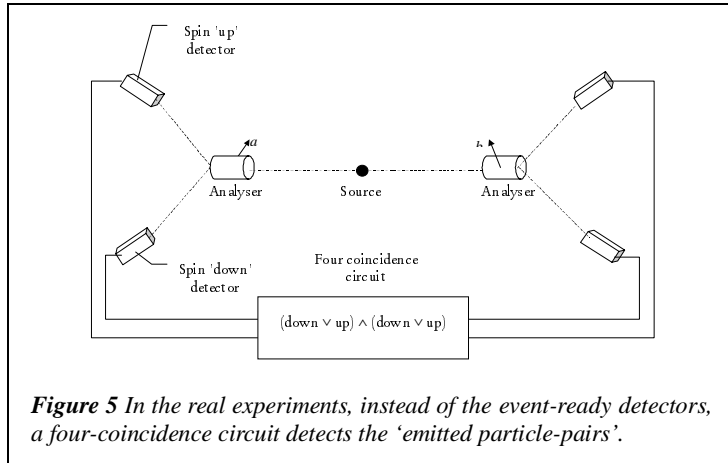 Spin 'up'
detector
a
Analyser
Source
Analyser
Spin 'down'
detector
Four coincidence
circuit
(down ∨ up) ∧ (down ∨ up)
Figure 5 In the real experiments, instead of the event-ready detectors,
a four-coincidence circuit detects the ‘emitted particle-pairs’.